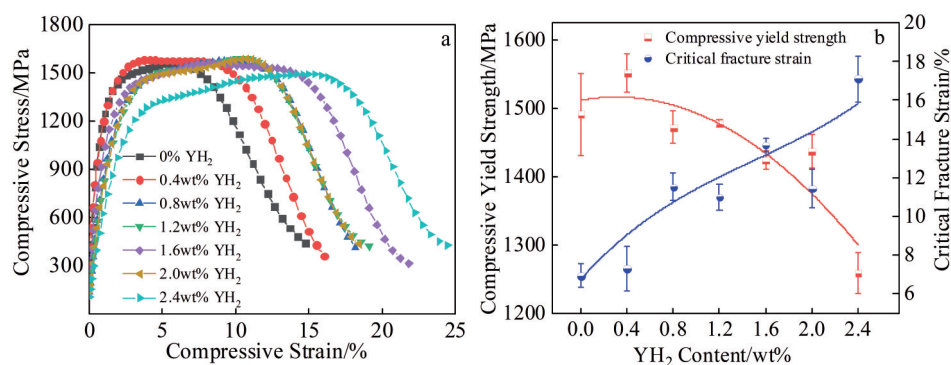 a
Compressive Stress/MPa
1800
1500
1200
900
600
300
0% YH₂
0.4wt% YH₂
0.8wt% YH₂
1.2wt% YH₂
1.6wt% YH₂
2.0wt% YH₂
2.4wt% YH₂
0 5 10 15 20 25
Compressive Strain/%
b
Compressive yield strength
Critical fracture strain
Compressive Yield Strength/MPa
1600
1500
1400
1300
1200
Critical Fracture Strain/%
20
18
16
14
12
10
8
6
0.0 0.4 0.8 1.2 1.6 2.0 2.4
YH₂ Content/wt%